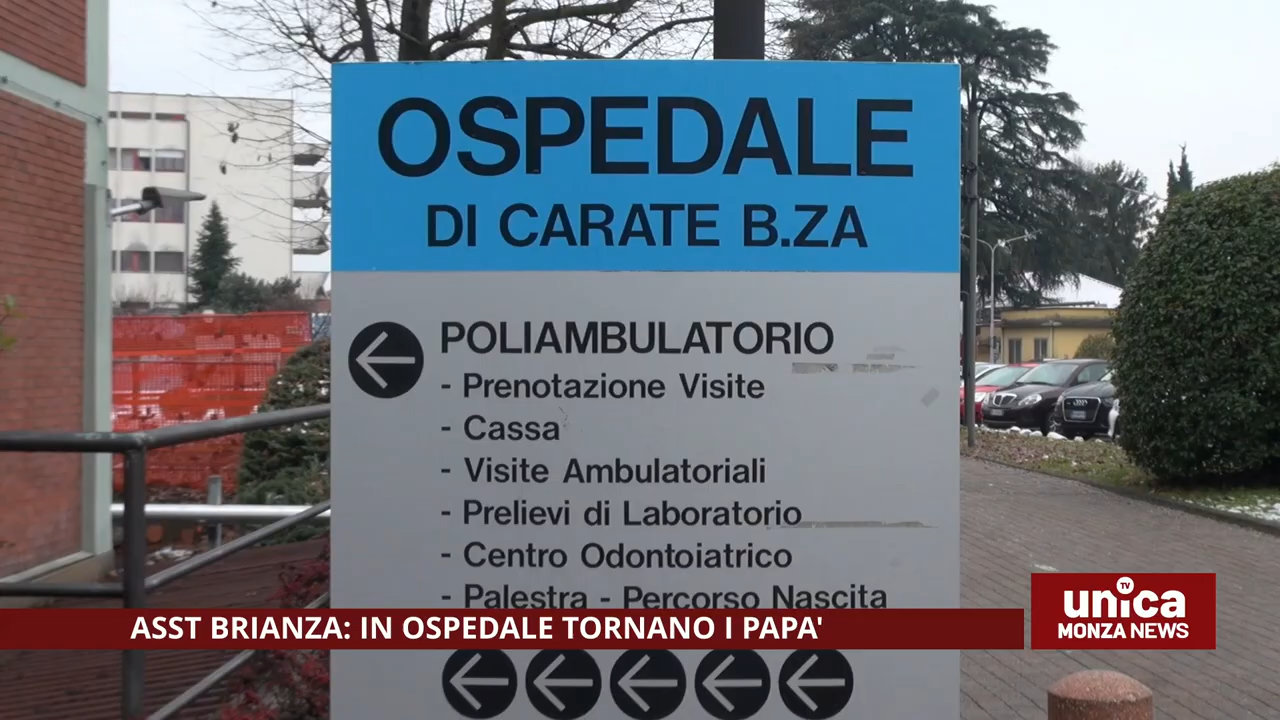 OSPEDALE
DI CARATE B.ZA
POLIAMBULATORIO
- Prenotazione Visite
- Cassa
- Visite Ambulatoriali
- Prelievi di Laboratorio
- Centro Odontoiatrico
- Palestra - Percorso Nascita
ASST BRIANZA: IN OSPEDALE TORNANO I PAPA'
TV
unica
MONZA NEWS